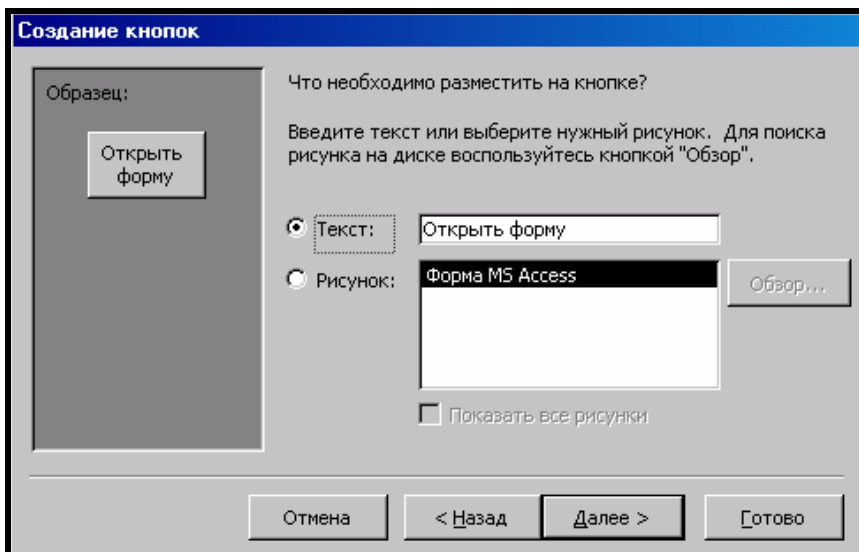 Создание кнопок
Образец:
Открыть
форму
Что необходимо разместить на кнопке?
Введите текст или выберите нужный рисунок. Для поиска
рисунка на диске воспользуйтесь кнопкой "Обзор".
Текст: Открыть форму
Рисунок: Форма MS Access
Обзор...
Показать все рисунки
Отмена < Назад Далее > Готово